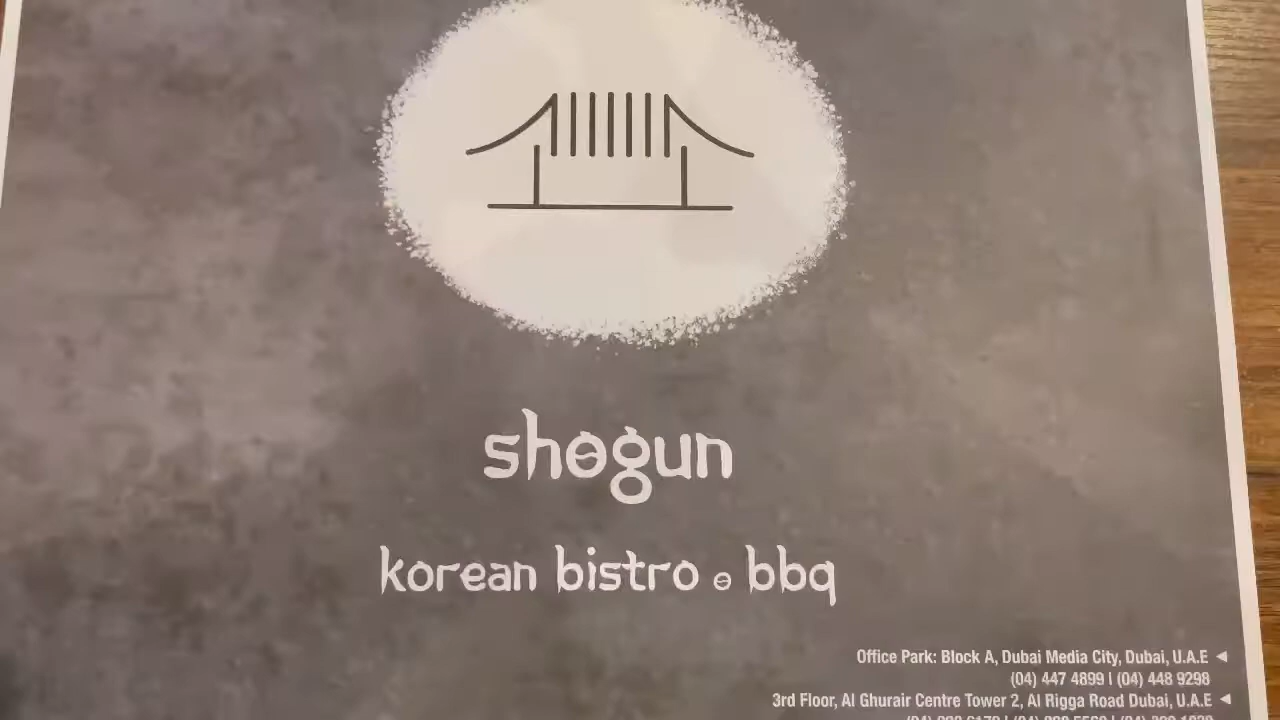 shogun
korean bistro bbq
Office Park: Block A, Dubai Media City, Dubai, U.A.E
(04) 447 4899 | (04) 448 9298
3rd Floor, Al Ghurair Centre Tower 2, Al Rigga Road Dubai, U.A.E